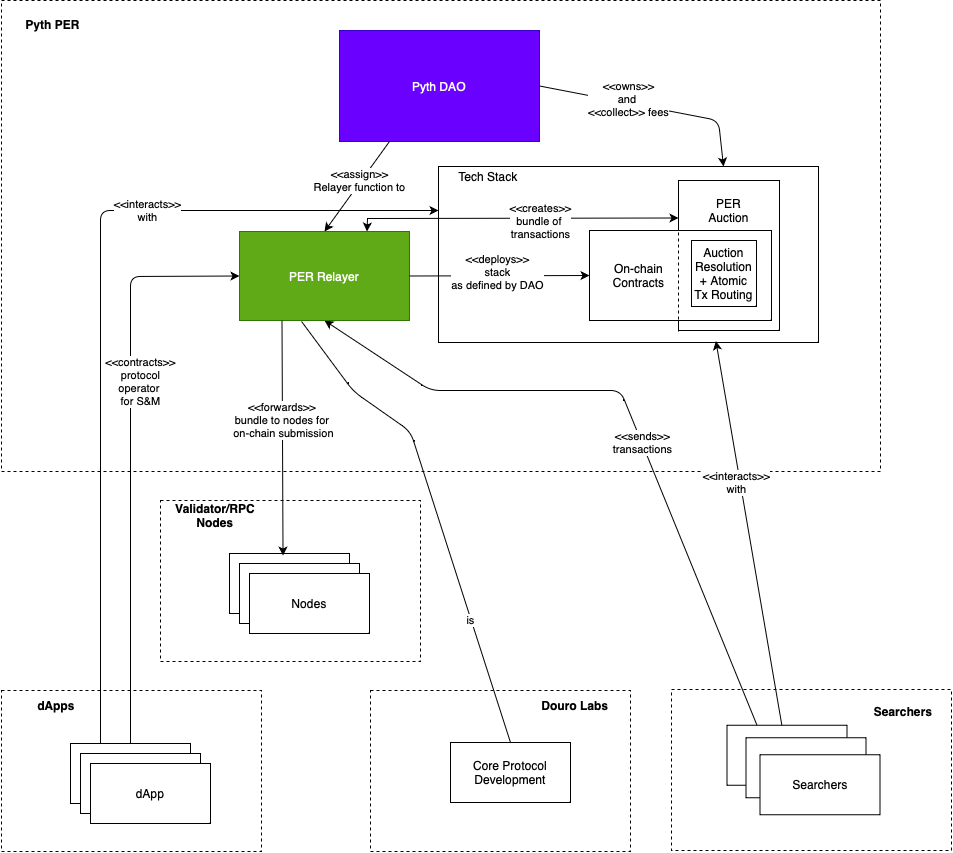 Pyth PER
Pyth DAO
<<owns>>
and
<<collect>> fees
<<assign>>
Relayer function to
Tech Stack
<<interacts>>
with
<<creates>>
bundle of
transactions
PER
Auction
PER Relayer
<<deploys>>
stack
as defined by DAO
On-chain
Contracts
Auction
Resolution
+ Atomic
Tx Routing
<<contracts>>
protocol
operator
for S&M
<<forwards>>
bundle to nodes for
on-chain submission
<<sends>>
transactions
<<interacts>>
with
Validator/RPC
Nodes
Nodes
is
dApps
dApp
Douro Labs
Core Protocol
Development
Searchers
Searchers